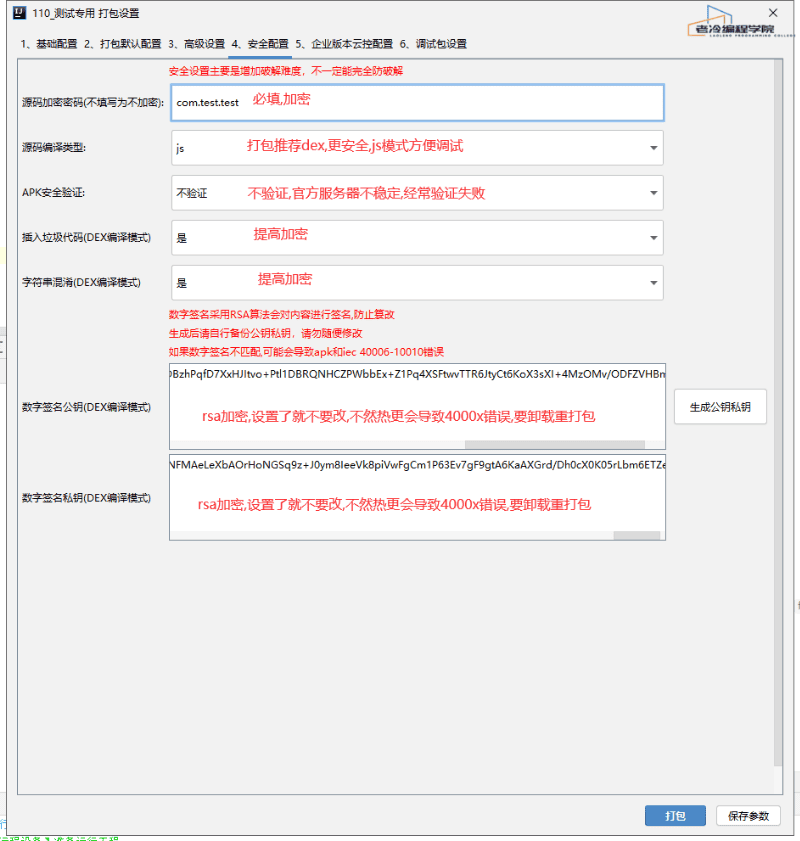 110_测试专用 打包设置
老冷编程学院
1、基础配置 2、打包默认配置 3、高级设置 4、安全配置 5、企业版本云控配置 6、调试包设置
安全设置主要是增加破解难度，不一定能完全防破解
源码加密密码(不填写为不加密): com.test.test 必填,加密
源码编译类型: js 打包推荐dex,更安全,js模式方便调试
APK安全验证: 不验证 不验证,官方服务器不稳定,经常验证失败
插入垃圾代码(DEX编译模式) 是 提高加密
字符串混淆(DEX编译模式) 是 提高加密
数字签名采用RSA算法会对内容进行签名,防止篡改
生成后请自行备份公钥私钥，请勿随便修改
如果数字签名不匹配,可能会导致apk和iec 40006-10010错误
DBzhPqfD7XxHJItvo+Ptl1DBRQNHCZPWbbEx+Z1Pq4XSFtwvTTR6JtyCt6KoX3sXI+4MzOMv/ODFZVHBm
数字签名公钥(DEX编译模式) rsa加密,设置了就不要改,不然热更会导致4000x错误,要卸载重打包 生成公钥私钥
NFMAeLeXbAOrHoNGSq9z+J0ym8IeeVk8piVwFgCm1P63Ev7gF9gtA6KaAXGrd/Dh0cX0K05rLbm6ETZe
数字签名私钥(DEX编译模式) rsa加密,设置了就不要改,不然热更会导致4000x错误,要卸载重打包
打包 保存参数